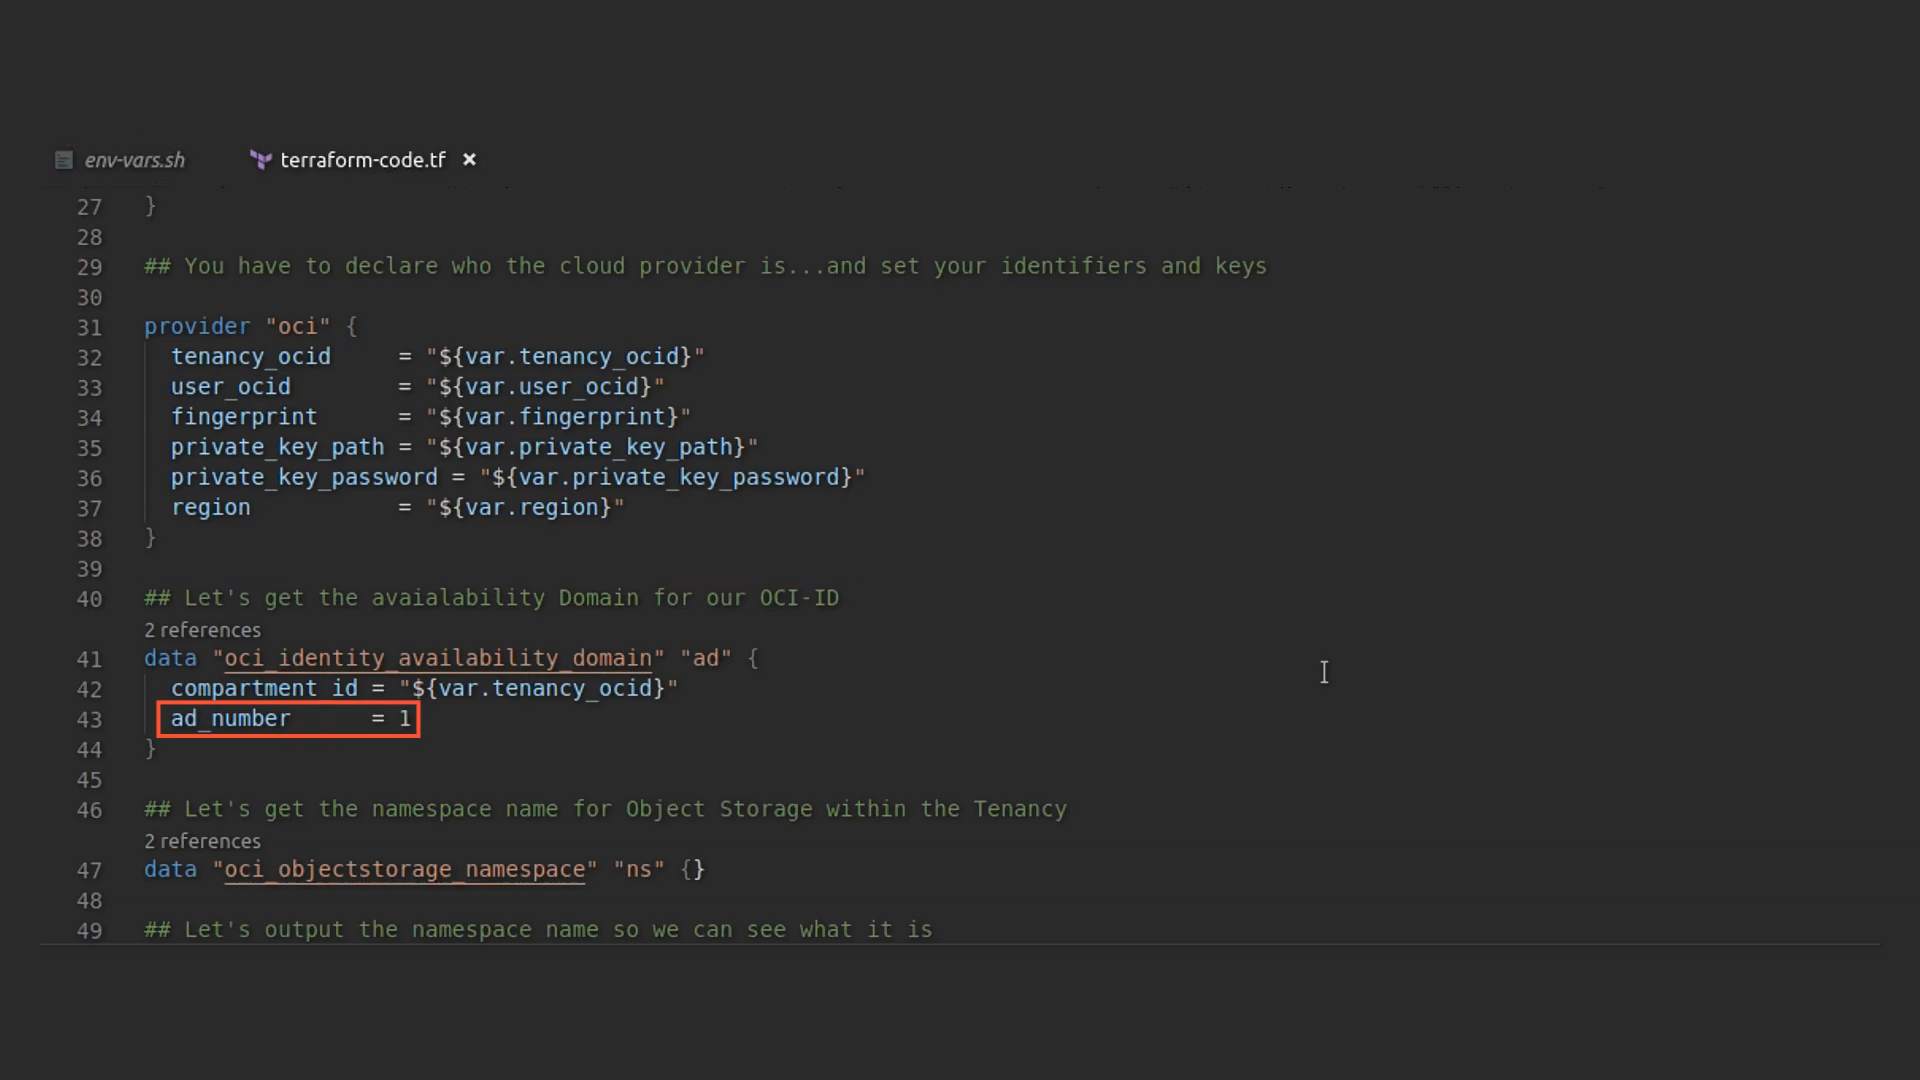 env-vars.sh terraform-code.tf ×
27 }
28
29 ## You have to declare who the cloud provider is...and set your identifiers and keys
30
31 provider "oci" {
32 tenancy_ocid = "${var.tenancy_ocid}"
33 user_ocid = "${var.user_ocid}"
34 fingerprint = "${var.fingerprint}"
35 private_key_path = "${var.private_key_path}"
36 private_key_password = "${var.private_key_password}"
37 region = "${var.region}"
38 }
39
40 ## Let's get the avaialability Domain for our OCI-ID
2 references
41 data "oci_identity_availability_domain" "ad" {
42 compartment_id = "${var.tenancy_ocid}"
43 ad_number = 1
44 }
45
46 ## Let's get the namespace name for Object Storage within the Tenancy
2 references
47 data "oci_objectstorage_namespace" "ns" {}
48
49 ## Let's output the namespace name so we can see what it is